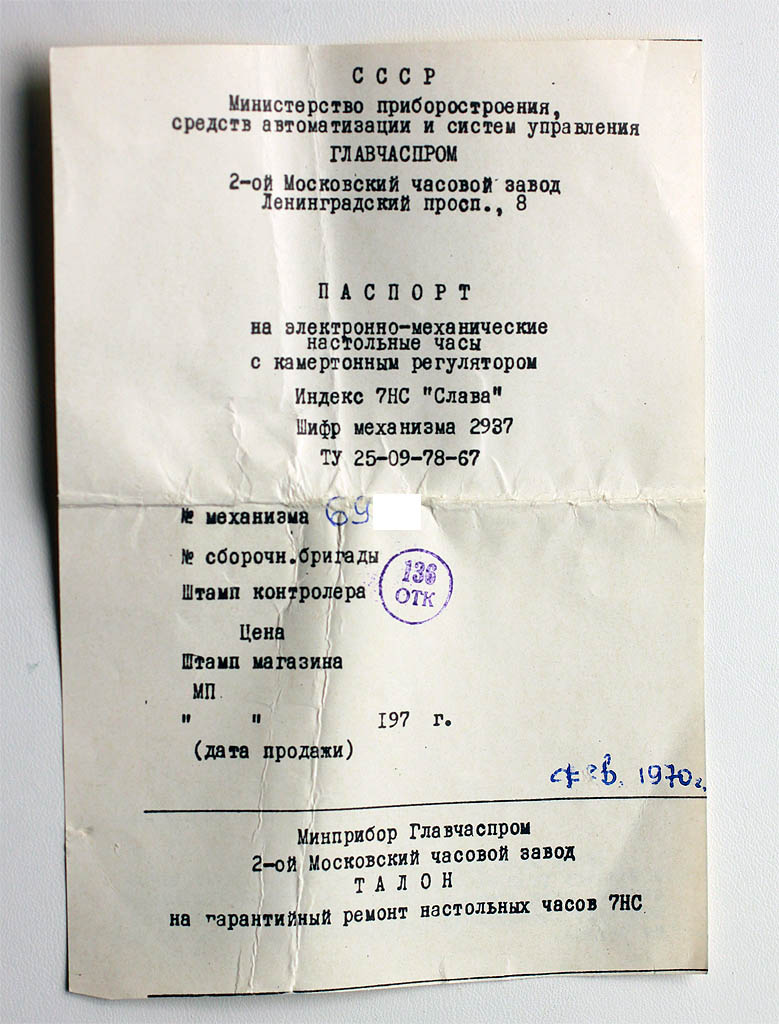 С С С Р
Министерство приборостроения,
средств автоматизации и систем управления
ГЛАВЧАСПРОМ
2-ой Московский часовой завод
Ленинградский просп., 8
П А С П О Р Т
на электронно-механические
настольные часы
с камертонным регулятором
Индекс 7НС "Слава"
Шифр механизма 2937
ТУ 25-09-78-67
№ механизма 69
№ сборочн.бригады
Штамп контролера
136
ОТК
Цена
Штамп магазина
МП
" " 197 г.
(дата продажи)
фев. 1970г.
Минприбор Главчаспром
2-ой Московский часовой завод
Т А Л О Н
на гарантийный ремонт настольных часов 7НС